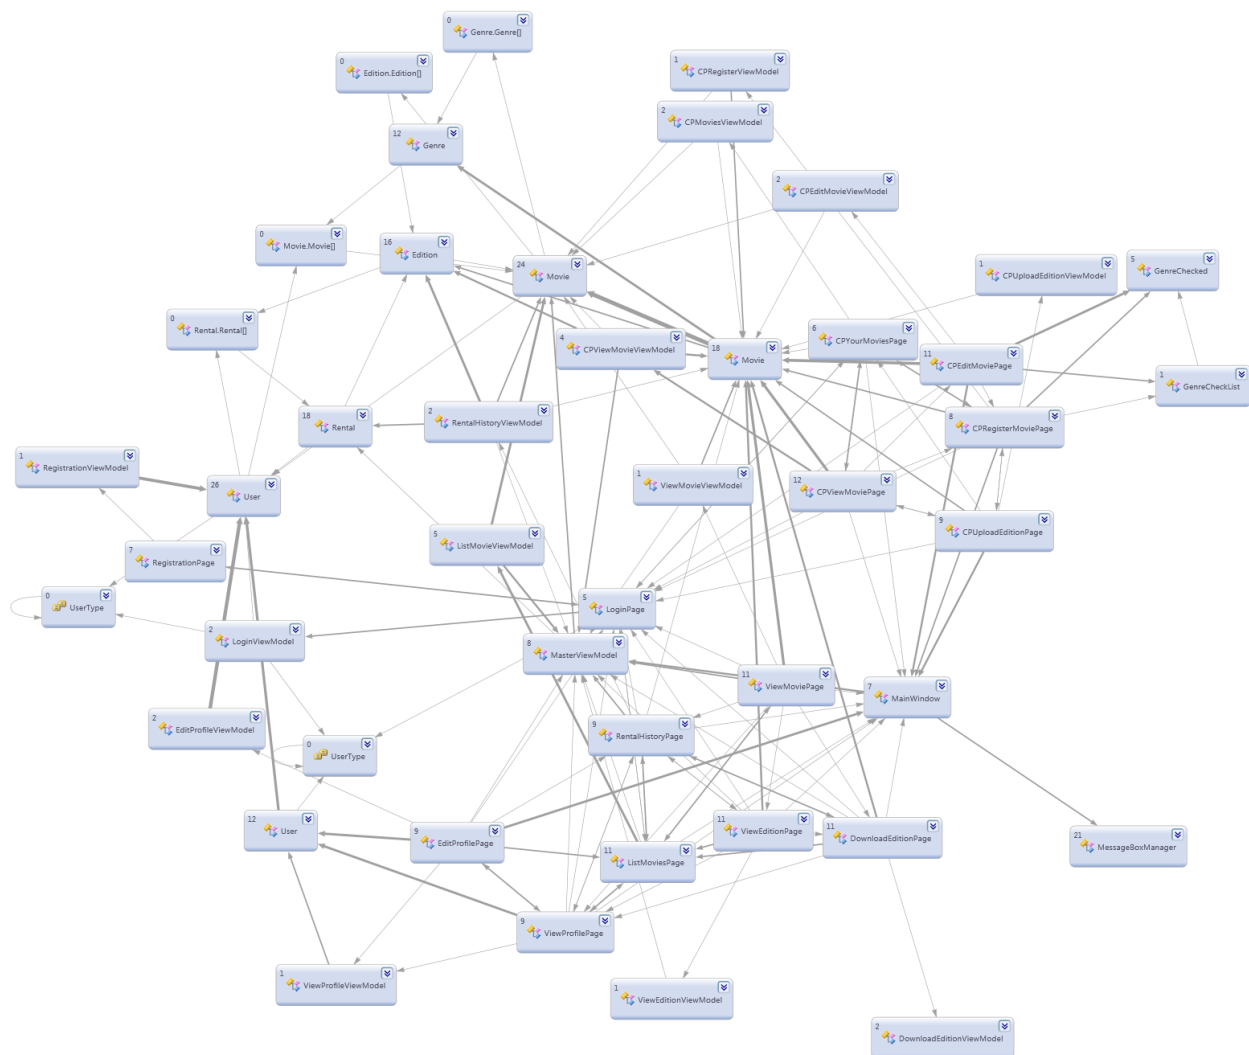 0
Genre.Genre[]
0
Edition.Edition[]
1
CPRegisterViewModel
2
CPMoviesViewModel
12
Genre
2
CPEditMovieViewModel
0
Movie.Movie[]
16
Edition
24
Movie
1
CPUploadEditionViewModel
5
GenreChecked
0
Rental.Rental[]
4
CPViewMovieViewModel
18
Movie
6
CPYourMoviesPage
11
CPEditMoviePage
1
GenreCheckList
18
Rental
2
RentalHistoryViewModel
8
CPRegisterMoviePage
1
RegistrationViewModel
26
User
1
ViewMovieViewModel
12
CPViewMoviePage
9
CPUploadEditionPage
5
ListMovieViewModel
7
RegistrationPage
0
UserType
5
LoginPage
2
LoginViewModel
8
MasterViewModel
11
ViewMoviePage
7
MainWindow
2
EditProfileViewModel
0
UserType
9
RentalHistoryPage
12
User
9
EditProfilePage
11
ListMoviesPage
11
ViewEditionPage
11
DownloadEditionPage
21
MessageBoxManager
9
ViewProfilePage
1
ViewProfileViewModel
1
ViewEditionViewModel
2
DownloadEditionViewModel